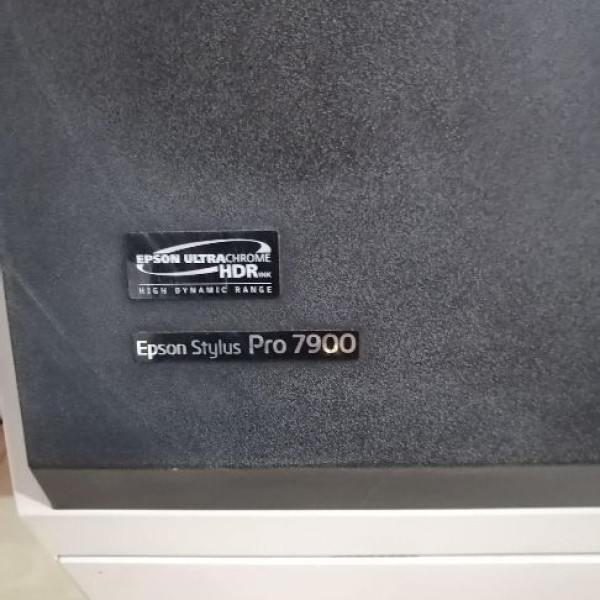 EPSON ULTRACHROME
HDR INK
HIGH DYNAMIC RANGE
Epson Stylus Pro 7900